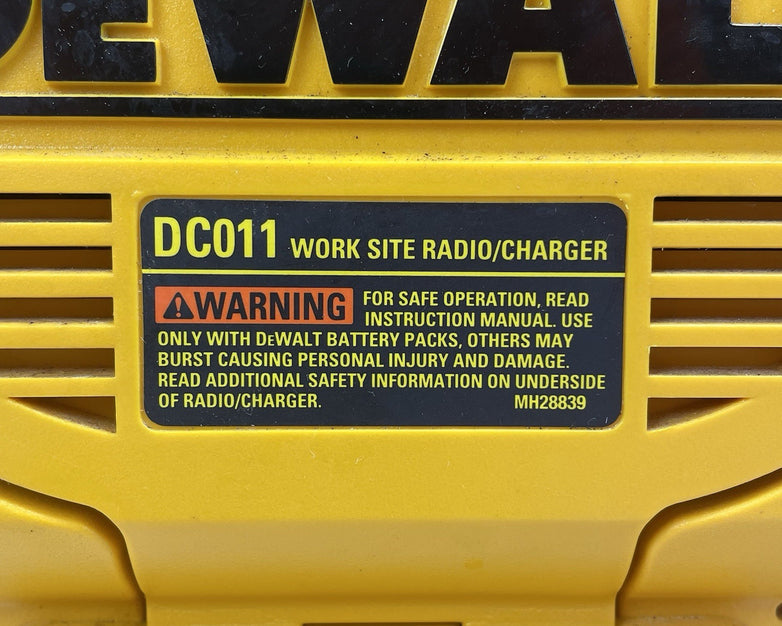 DEWAL
DC011 WORK SITE RADIO/CHARGER
⚠WARNING FOR SAFE OPERATION, READ
INSTRUCTION MANUAL. USE
ONLY WITH DEWALT BATTERY PACKS, OTHERS MAY
BURST CAUSING PERSONAL INJURY AND DAMAGE.
READ ADDITIONAL SAFETY INFORMATION ON UNDERSIDE
OF RADIO/CHARGER. MH28839